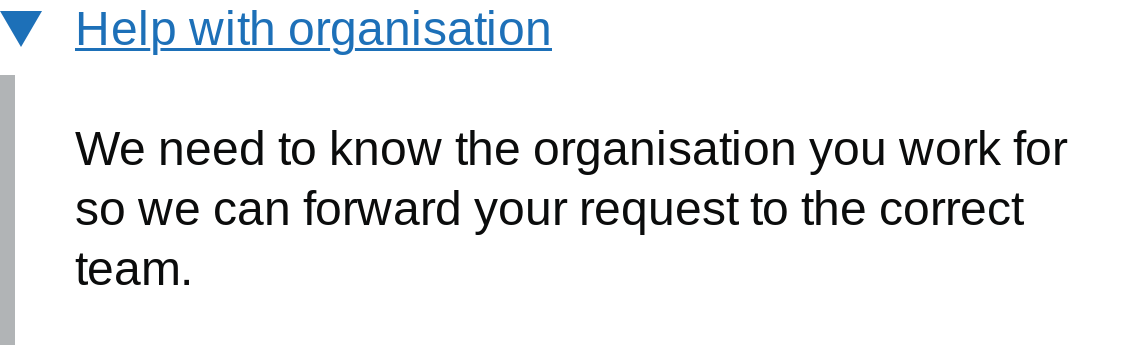 Help with organisation
We need to know the organisation you work for
so we can forward your request to the correct
team.